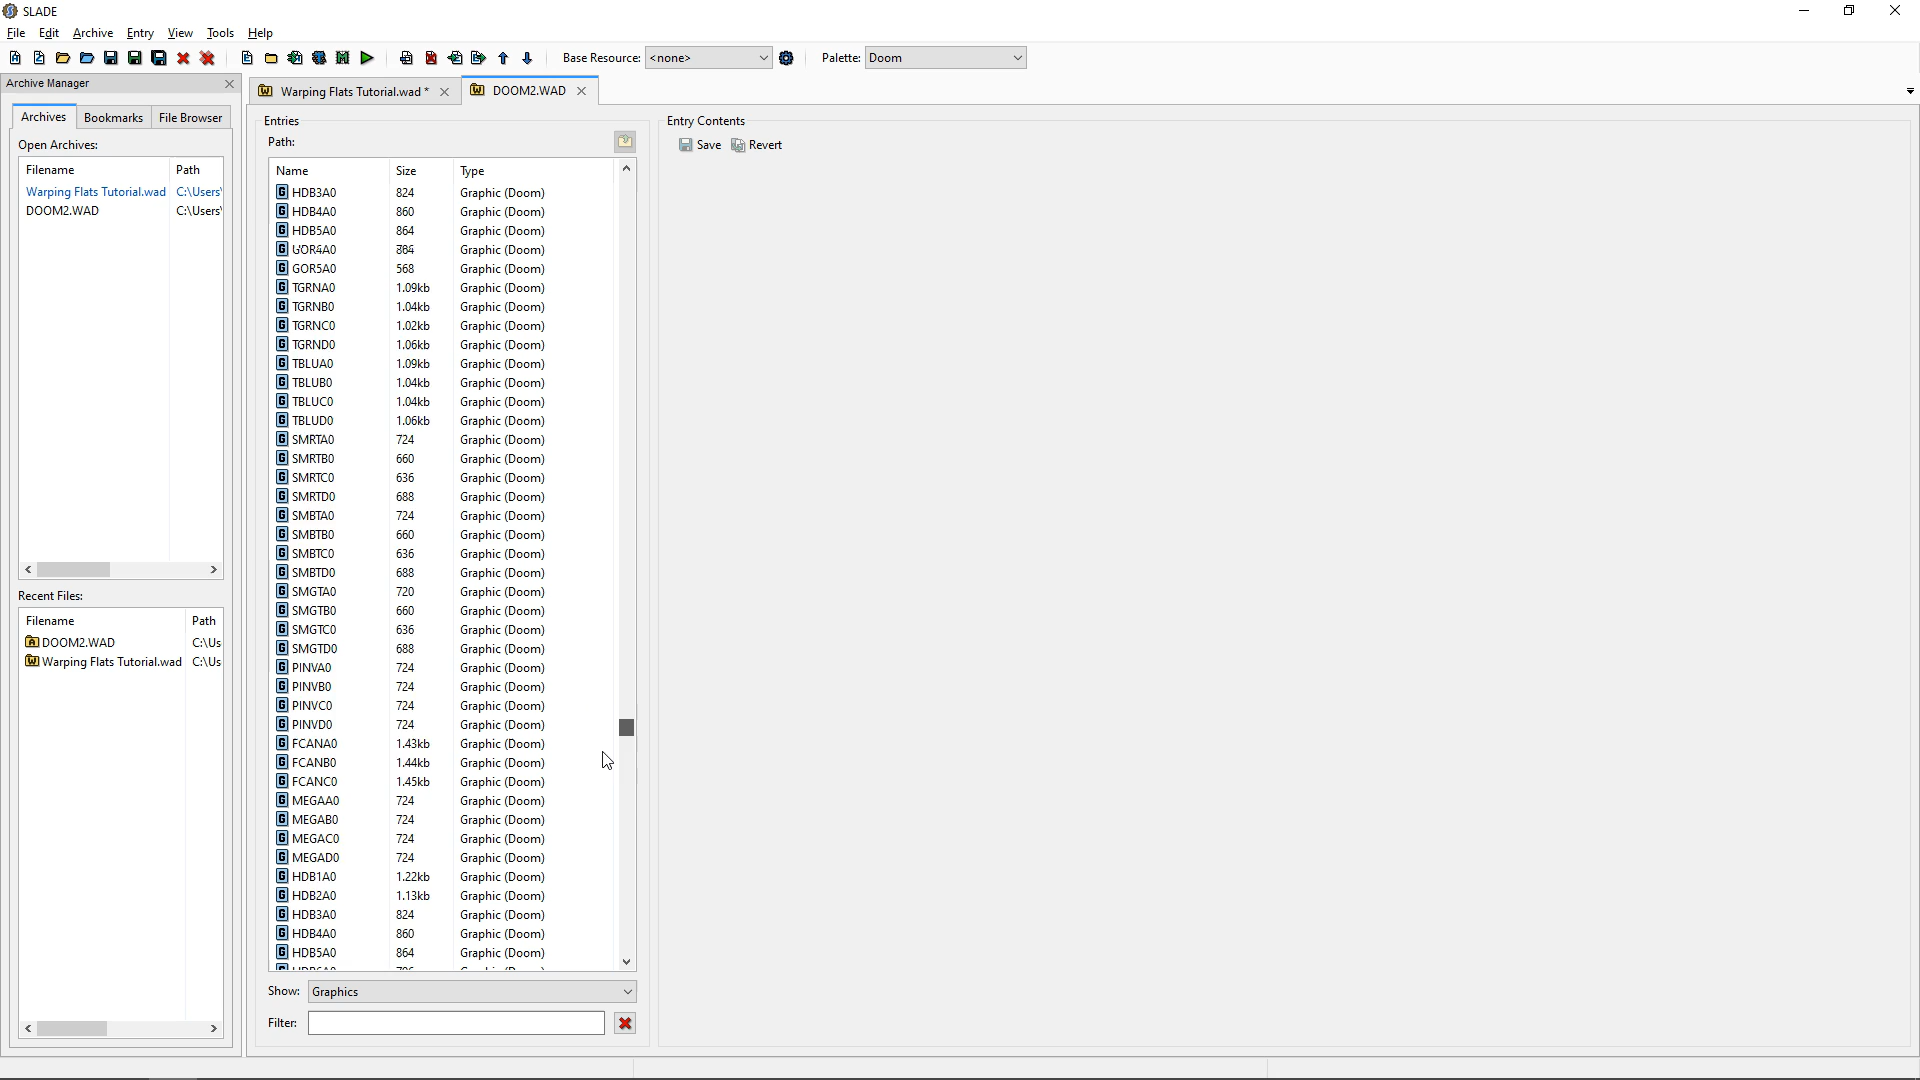 SLADE
File Edit Archive Entry View Tools Help
Base Resource: <none> Palette: Doom
Archive Manager
Warping Flats Tutorial.wad * DOOM2.WAD
Archives Bookmarks File Browser
Open Archives:
Filename Path
Warping Flats Tutorial.wad C:\Users\
DOOM2.WAD C:\Users\
Recent Files:
Filename Path
DOOM2.WAD C:\Us
Warping Flats Tutorial.wad C:\Us
Entries
Path:
Name Size Type
HDB3A0 824 Graphic (Doom)
HDB4A0 860 Graphic (Doom)
HDB5A0 864 Graphic (Doom)
Graphic (Doom)
GOR5A0 568 Graphic (Doom)
TGRNA0 1.09kb Graphic (Doom)
TGRNB0 1.04kb Graphic (Doom)
TGRNC0 1.02kb Graphic (Doom)
TGRND0 1.06kb Graphic (Doom)
TBLUA0 1.09kb Graphic (Doom)
TBLUB0 1.04kb Graphic (Doom)
TBLUC0 1.04kb Graphic (Doom)
TBLUD0 1.06kb Graphic (Doom)
SMRTA0 724 Graphic (Doom)
SMRTB0 660 Graphic (Doom)
SMRTC0 636 Graphic (Doom)
SMRTD0 688 Graphic (Doom)
SMBTA0 724 Graphic (Doom)
SMBTB0 660 Graphic (Doom)
SMBTC0 636 Graphic (Doom)
SMBTD0 688 Graphic (Doom)
SMGTA0 720 Graphic (Doom)
SMGTB0 660 Graphic (Doom)
SMGTC0 636 Graphic (Doom)
SMGTD0 688 Graphic (Doom)
PINVA0 724 Graphic (Doom)
PINVB0 724 Graphic (Doom)
PINVC0 724 Graphic (Doom)
PINVD0 724 Graphic (Doom)
FCANA0 1.43kb Graphic (Doom)
FCANB0 1.44kb Graphic (Doom)
FCANC0 1.45kb Graphic (Doom)
MEGAA0 724 Graphic (Doom)
MEGAB0 724 Graphic (Doom)
MEGAC0 724 Graphic (Doom)
MEGAD0 724 Graphic (Doom)
HDB1A0 1.22kb Graphic (Doom)
HDB2A0 1.13kb Graphic (Doom)
HDB3A0 824 Graphic (Doom)
HDB4A0 860 Graphic (Doom)
HDB5A0 864 Graphic (Doom)
Show: Graphics
Filter:
Entry Contents
Save Revert